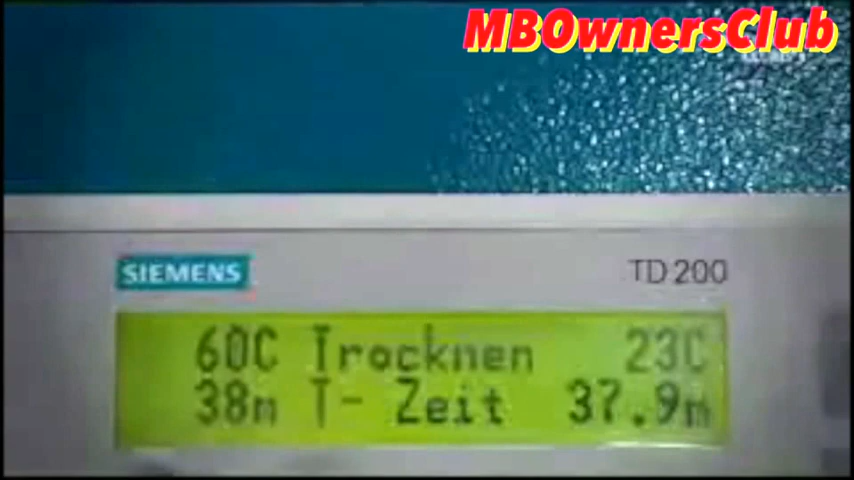 MBOwnersClub
SIEMENS
TD 200
60C Trocknen 23C
38m T- Zeit 37.9m